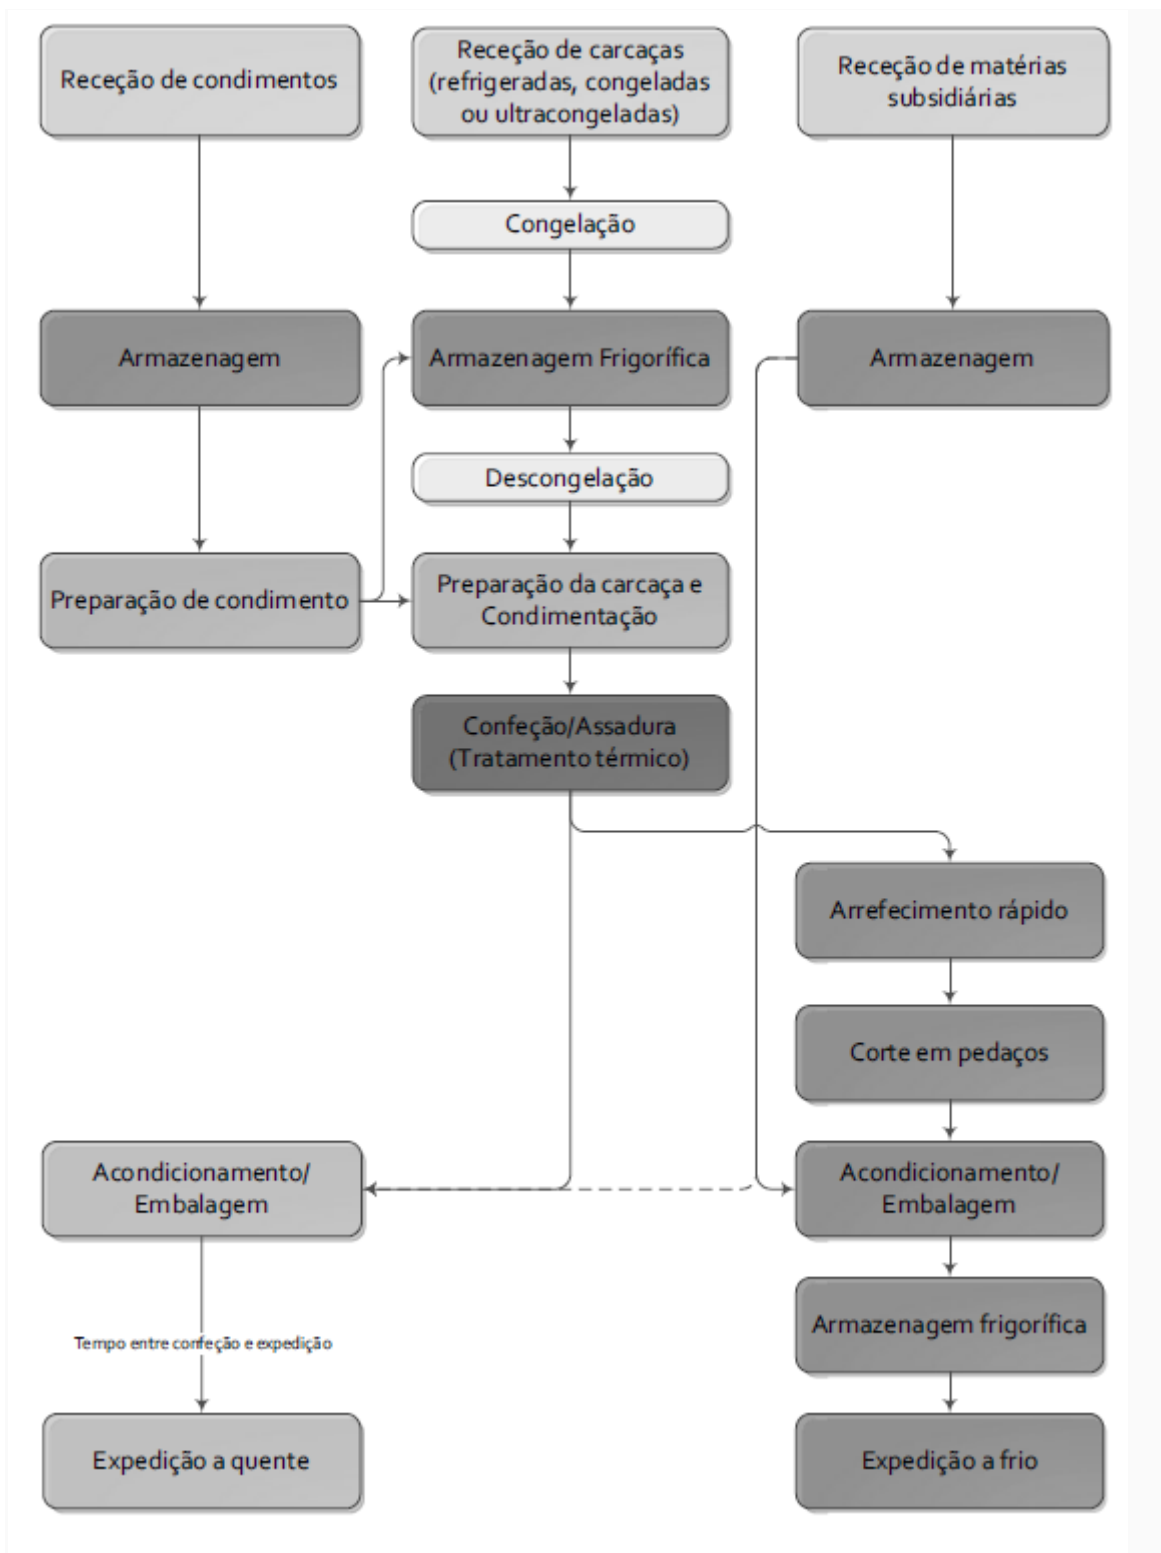 Receção de condimentos
Receção de carcaças
(refrigeradas, congeladas
ou ultracongeladas)
Receção de matérias
subsidiárias
Congelação
Armazenagem
Armazenagem Frigorífica
Armazenagem
Descongelação
Preparação de condimento
Preparação da carcaça e
Condimentação
Confeção/Assadura
(Tratamento térmico)
Arrefecimento rápido
Corte em pedaços
Acondicionamento/
Embalagem
Acondicionamento/
Embalagem
Armazenagem frigorífica
Tempo entre confeção e expedição
Expedição a quente
Expedição a frio